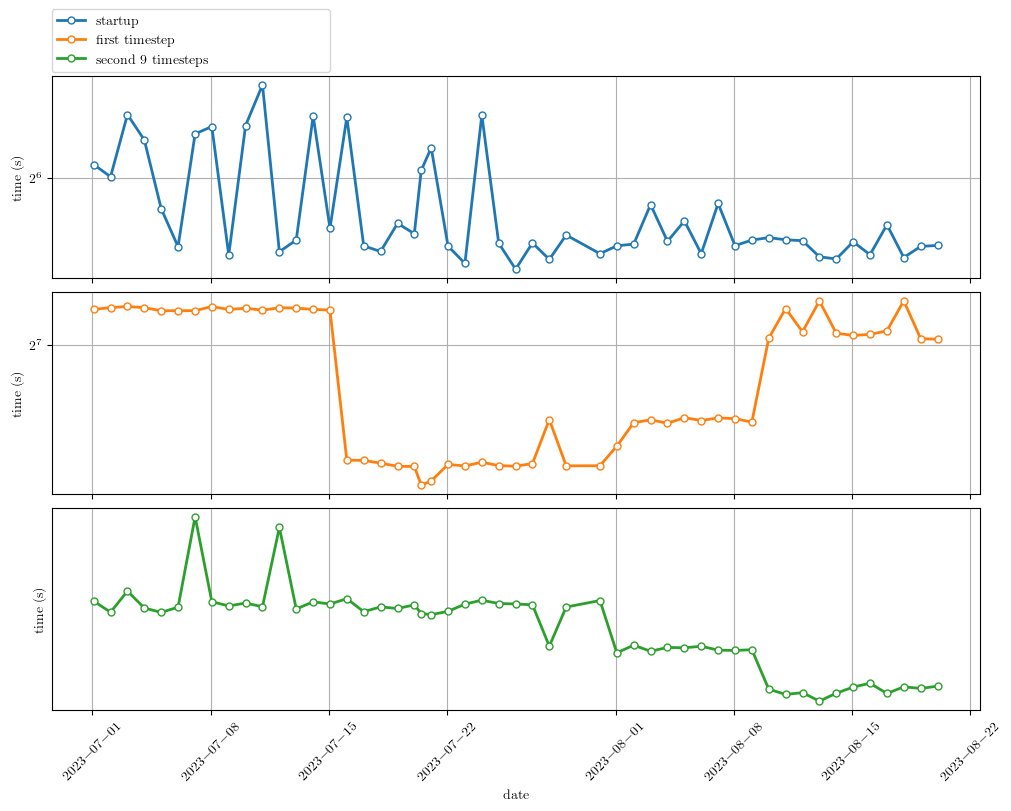 startup
first timestep
second 9 timesteps
time (s)
2^6
time (s)
2^7
time (s)
2023−07−01
2023−07−08
2023−07−15
2023−07−22
2023−08−01
2023−08−08
2023−08−15
2023−08−22
date